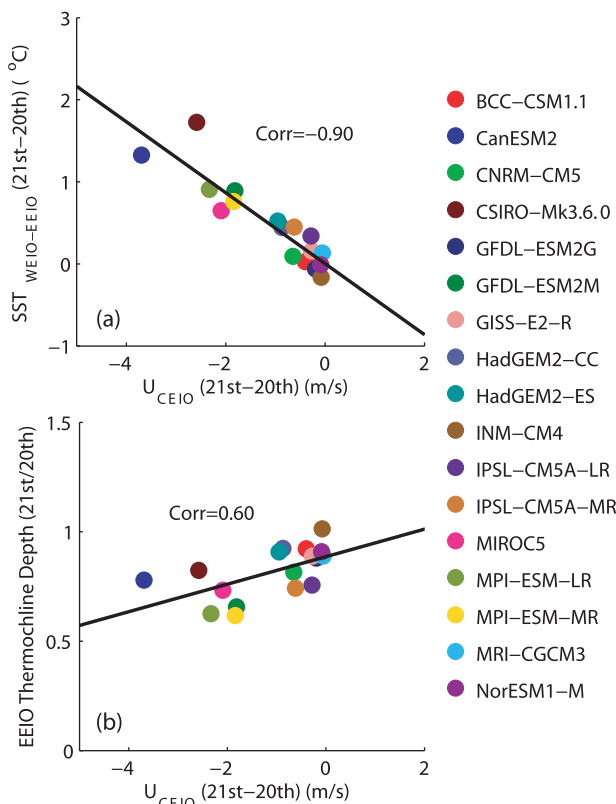 3
2
1
0
−1
SST WEIO−EEIO (21st−20th) ( °C)
Corr=−0.90
(a)
−4
−2
0
2
U CEIO (21st−20th) (m/s)
1.5
1
0.5
0
EEIO Thermocline Depth (21st/20th)
Corr=0.60
(b)
−4
−2
0
2
U CEIO (21st−20th) (m/s)
BCC−CSM1.1
CanESM2
CNRM−CM5
CSIRO−Mk3.6.0
GFDL−ESM2G
GFDL−ESM2M
GISS−E2−R
HadGEM2−CC
HadGEM2−ES
INM−CM4
IPSL−CM5A−LR
IPSL−CM5A−MR
MIROC5
MPI−ESM−LR
MPI−ESM−MR
MRI−CGCM3
NorESM1−M